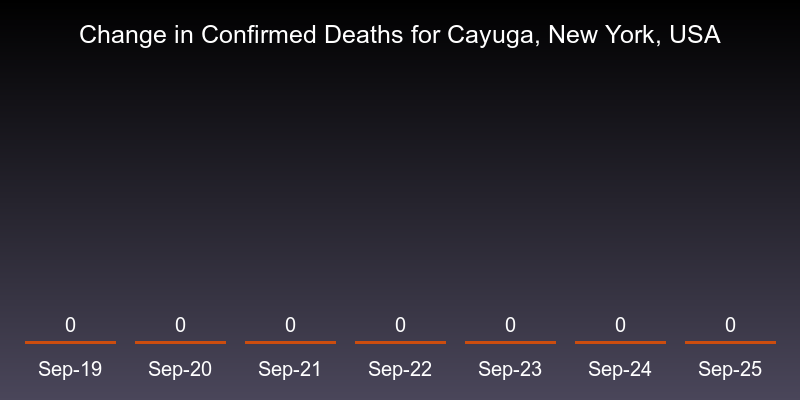 Change in Confirmed Deaths for Cayuga, New York, USA
0 0 0 0 0 0 0
Sep-19 Sep-20 Sep-21 Sep-22 Sep-23 Sep-24 Sep-25